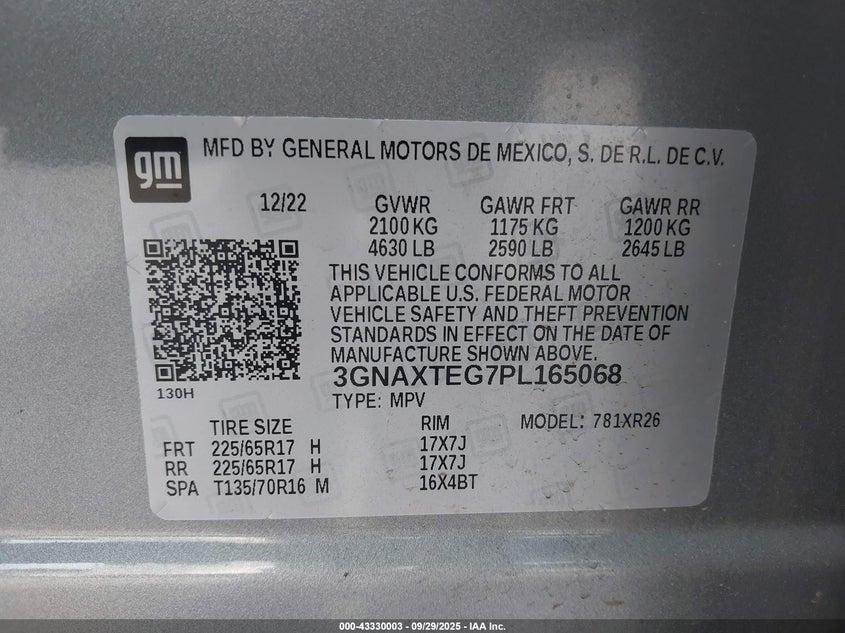 gm MFD BY GENERAL MOTORS DE MEXICO, S. DE R.L. DE C.V.
12/22 GVWR GAWR FRT GAWR RR
2100 KG 1175 KG 1200 KG
4630 LB 2590 LB 2645 LB
THIS VEHICLE CONFORMS TO ALL
APPLICABLE U.S. FEDERAL MOTOR
VEHICLE SAFETY AND THEFT PREVENTION
STANDARDS IN EFFECT ON THE DATE OF
MANUFACTURE SHOWN ABOVE.
130H
3GNAXTEG7PL165068
TYPE: MPV
TIRE SIZE RIM MODEL: 781XR26
FRT 225/65R17 H 17X7J
RR 225/65R17 H 17X7J
SPA T135/70R16 M 16X4BT
000-43330003 - 09/29/2025 - IAA Inc.